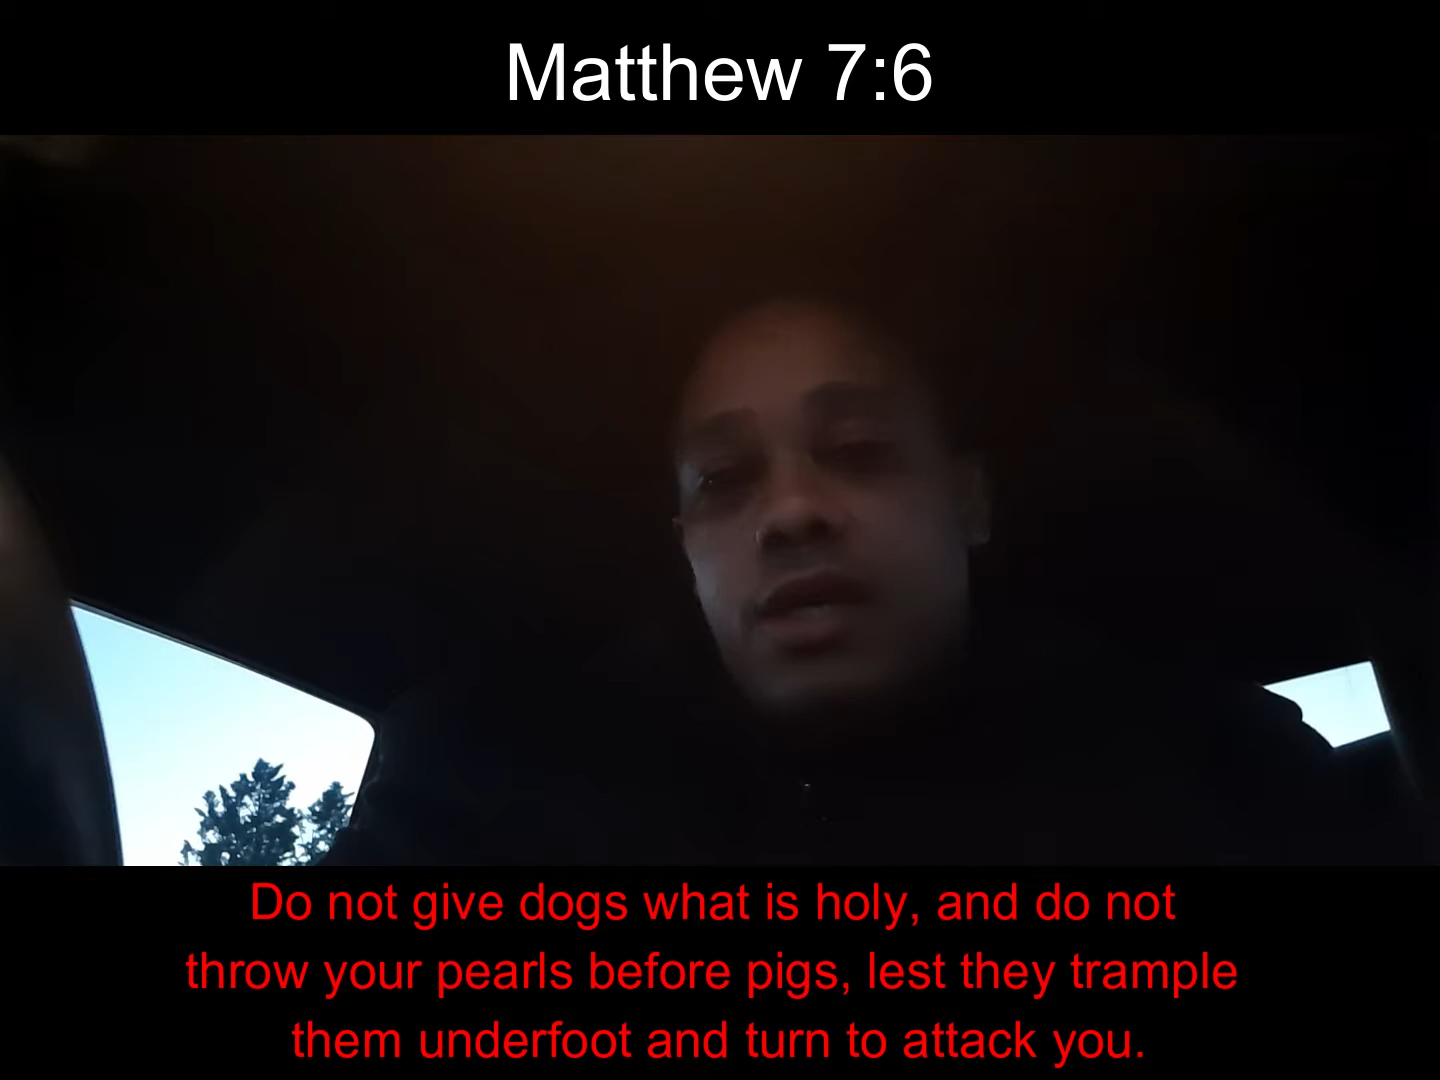 Matthew 7:6
Do not give dogs what is holy, and do not
throw your pearls before pigs, lest they trample
them underfoot and turn to attack you.